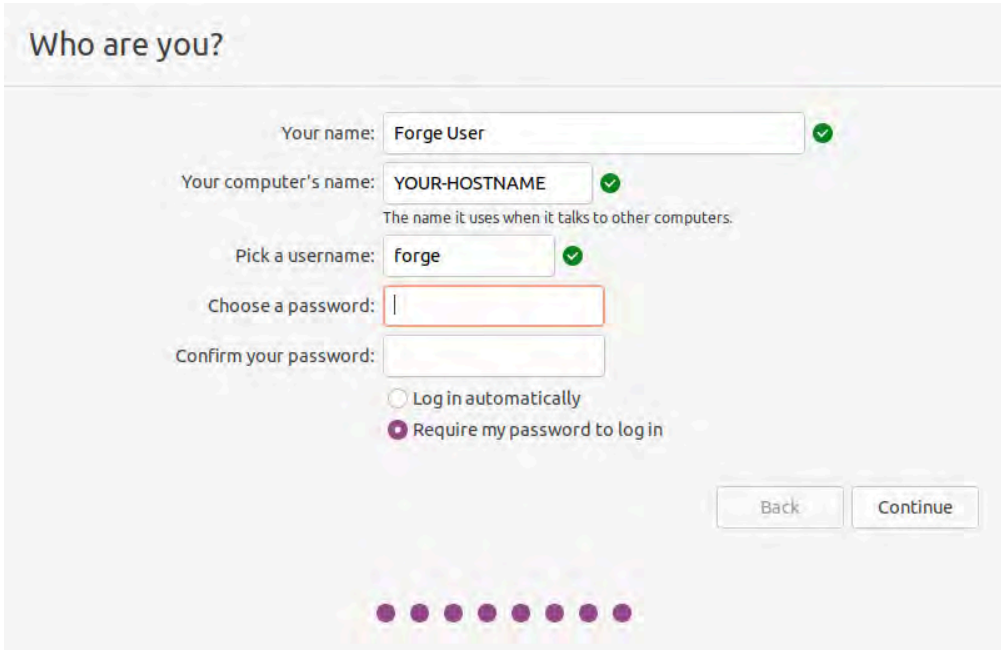 Who are you?
Your name: Forge User
Your computer's name: YOUR-HOSTNAME
The name it uses when it talks to other computers.
Pick a username: forge
Choose a password:
Confirm your password:
Log in automatically
Require my password to log in
Back Continue